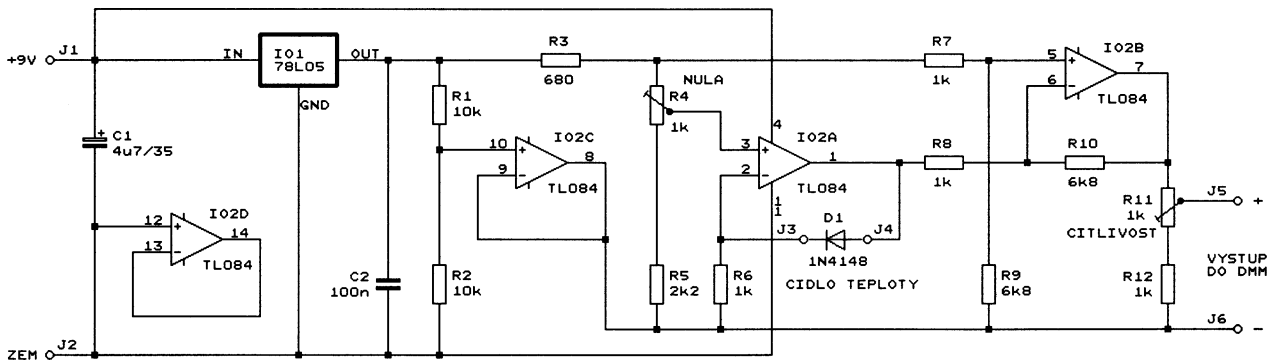 +9V
J1
IN
IO1
78L05
OUT
GND
C1
4u7/35
+
R1
10k
R3
680
NULA
R4
1k
R7
1k
IO2B
5
6
7
TL084
IO2C
10
9
8
TL084
4
IO2A
3
2
1
TL084
11
R8
1k
R10
6k8
R11
1k
CITLIVOST
J5
+
IO2D
12
13
14
TL084
C2
100n
R2
10k
R5
2k2
R6
1k
J3
D1
J4
1N4148
CIDLO TEPLOTY
R9
6k8
R12
1k
VYSTUP
DO DMM
J6
-
ZEM
J2